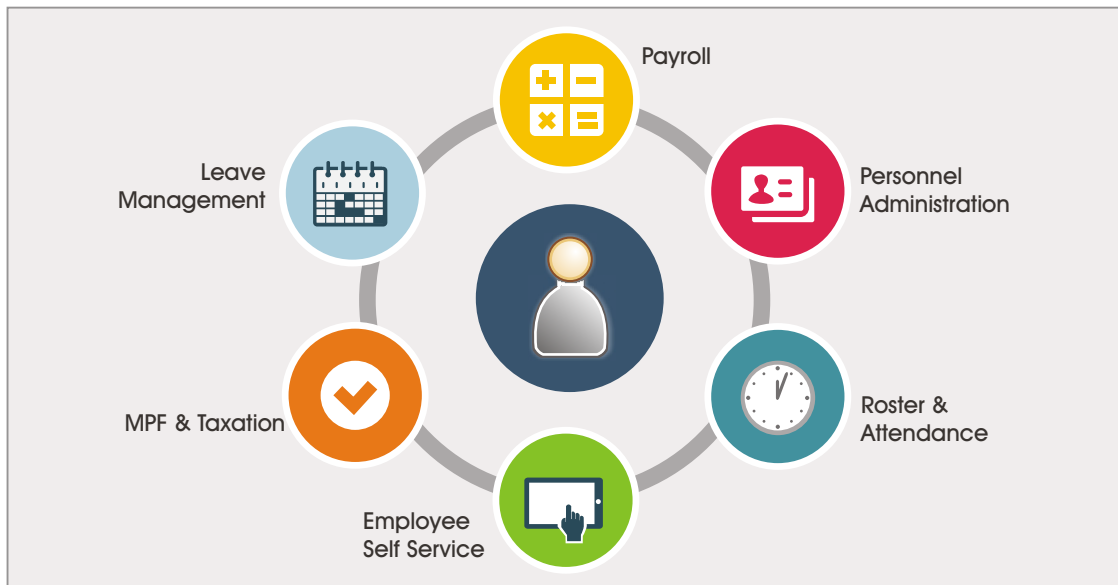 Payroll
Leave
Management
Personnel
Administration
MPF & Taxation
Roster &
Attendance
Employee
Self Service